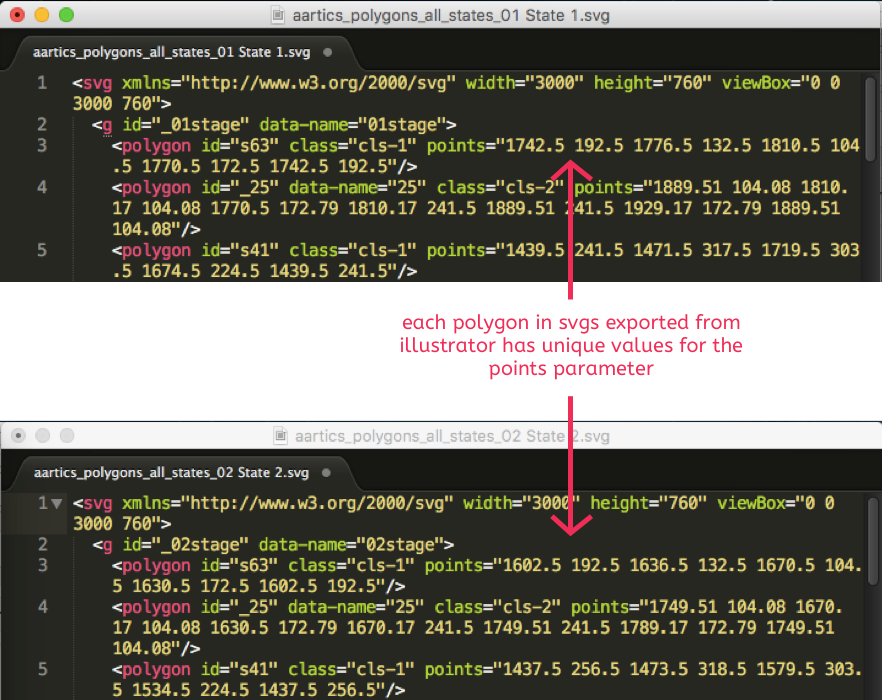 aartics_polygons_all_states_01 State 1.svg
aartics_polygons_all_states_01 State 1.svg
1 <svg xmlns="http://www.w3.org/2000/svg" width="3000" height="760" viewBox="0 0
3000 760">
2 <g id="_01stage" data-name="01stage">
3 <polygon id="s63" class="cls-1" points="1742.5 192.5 1776.5 132.5 1810.5 104
.5 1770.5 172.5 1742.5 192.5"/>
4 <polygon id="_25" data-name="25" class="cls-2" points="1889.51 104.08 1810.
17 104.08 1770.5 172.79 1810.17 241.5 1889.51 241.5 1929.17 172.79 1889.51
104.08"/>
5 <polygon id="s41" class="cls-1" points="1439.5 241.5 1471.5 317.5 1719.5 303
.5 1674.5 224.5 1439.5 241.5"/>
each polygon in svgs exported from
illustrator has unique values for the
points parameter
aartics_polygons_all_states_02 State 2.svg
aartics_polygons_all_states_02 State 2.svg
1 <svg xmlns="http://www.w3.org/2000/svg" width="3000" height="760" viewBox="0 0
3000 760">
2 <g id="_02stage" data-name="02stage">
3 <polygon id="s63" class="cls-1" points="1602.5 192.5 1636.5 132.5 1670.5 104.
5 1630.5 172.5 1602.5 192.5"/>
4 <polygon id="_25" data-name="25" class="cls-2" points="1749.51 104.08 1670.
17 104.08 1630.5 172.79 1670.17 241.5 1749.51 241.5 1789.17 172.79 1749.51
104.08"/>
5 <polygon id="s41" class="cls-1" points="1437.5 256.5 1473.5 318.5 1579.5 303.
5 1534.5 224.5 1437.5 256.5"/>